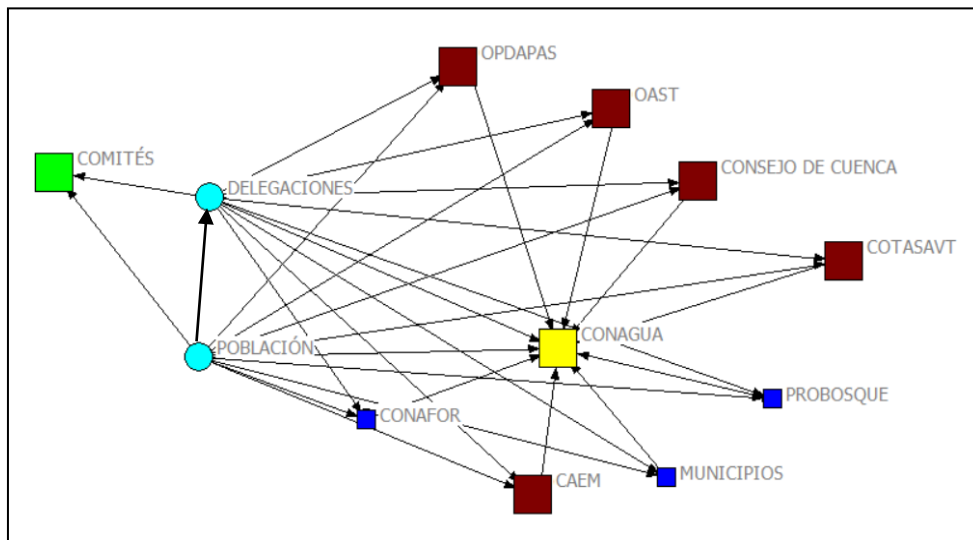 OPDAPAS
OAST
COMITÉS
CONSEJO DE CUENCA
DELEGACIONES
COTASAVT
CONAGUA
POBLACIÓN
PROBOSQUE
CONAFOR
MUNICIPIOS
CAEM